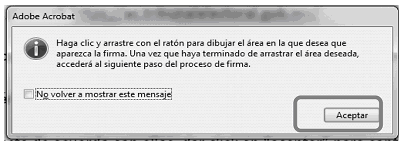 Adobe Acrobat
Haga clic y arrastre con el ratón para dibujar el área en la que desea que
aparezca la firma. Una vez que haya terminado de arrastrar el área deseada,
accederá al siguiente paso del proceso de firma.
No volver a mostrar este mensaje
Aceptar